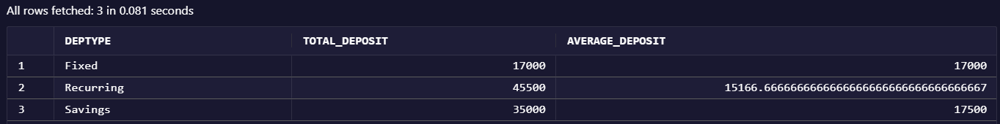 All rows fetched: 3 in 0.081 seconds
DEPTYPE TOTAL_DEPOSIT AVERAGE_DEPOSIT
1 Fixed 17000 17000
2 Recurring 45500 15166.6666666666666666666666666666666667
3 Savings 35000 17500